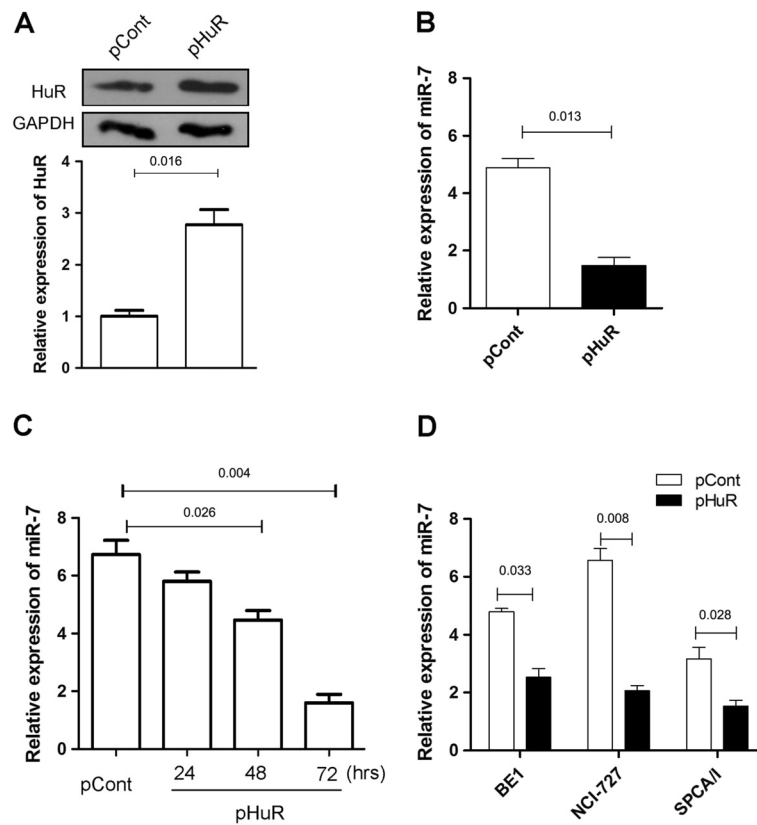 A
pCont
pHuR
HuR
GAPDH
Relative expression of HuR
4
3
2
1
0
0.016
B
Relative expression of miR-7
8
6
4
2
0
0.013
pCont
pHuR
C
Relative expression of miR-7
8
6
4
2
0
0.004
0.026
pCont
24 48 72 (hrs)
pHuR
D
pCont
pHuR
Relative expression of miR-7
8
6
4
2
0
0.033
0.008
0.028
BE1
NCI-727
SPCA/I